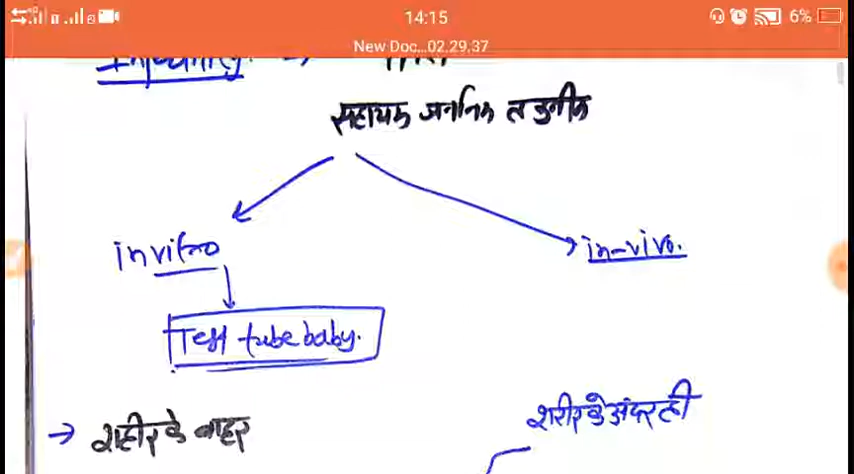 14:15
6%
New Doc...02.29.37
सहायक जननिक तकनीक
invitro
in-vivo.
Test tube baby.
शरीर के अंदर ही
→ शरीर के बाहर